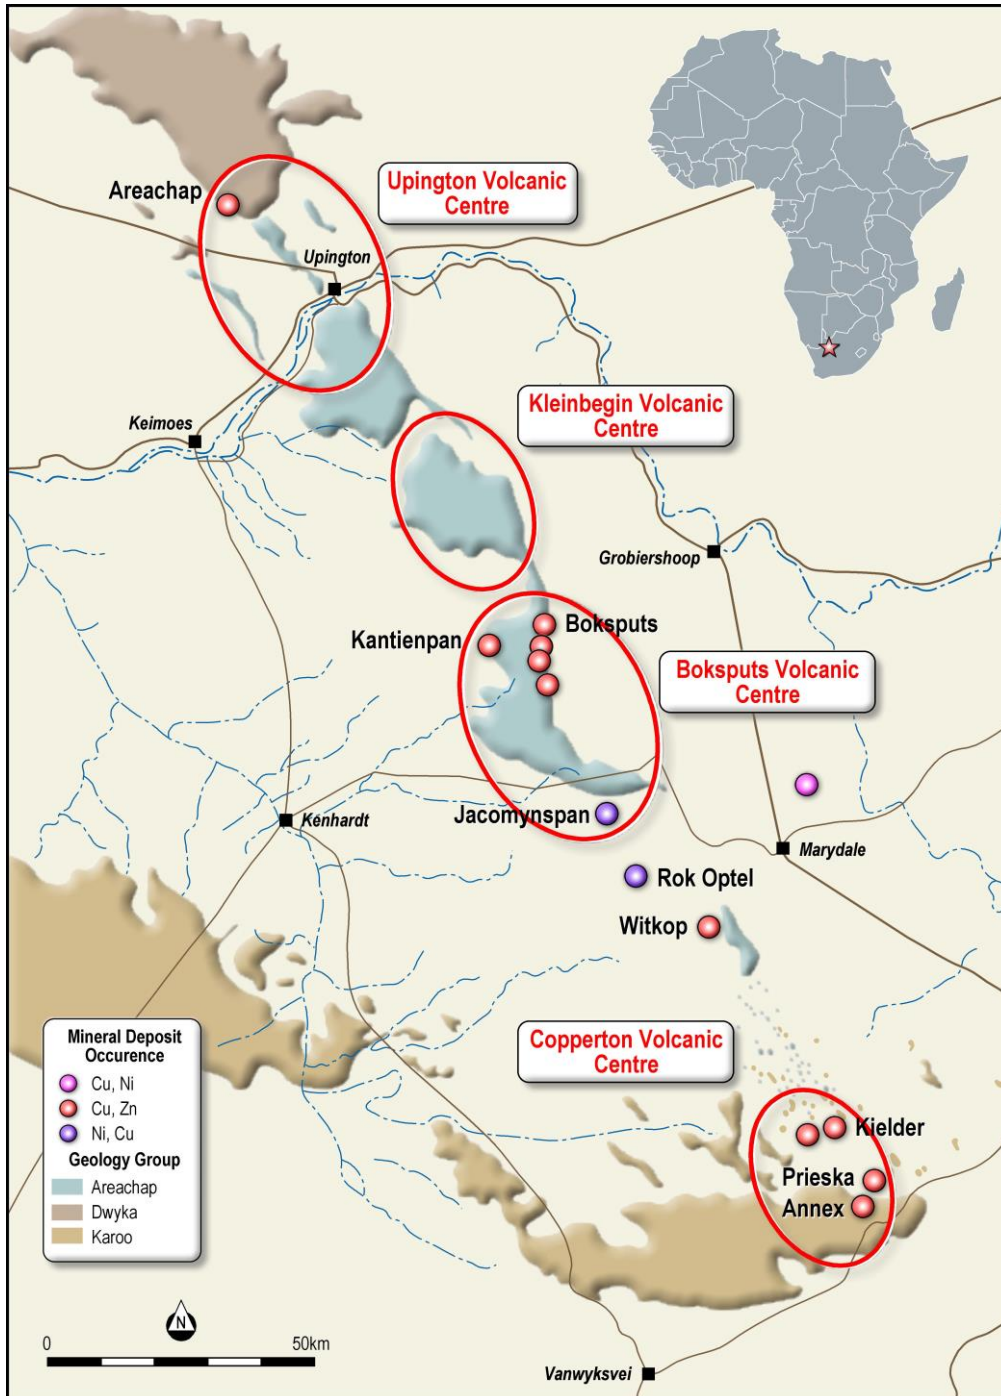 Areachap
Upington Volcanic
Centre
Upington
Kleinbegin Volcanic
Centre
Keimoes
Grobiershoop
Kantienpan
Boksputs
Boksputs Volcanic
Centre
Jacomynspan
Kenhardt
Marydale
Rok Optel
Witkop
Copperton Volcanic
Centre
Kielder
Prieska
Annex
Mineral Deposit
Occurence
Cu, Ni
Cu, Zn
Ni, Cu
Geology Group
Areachap
Dwyka
Karoo
N
0
50km
Vanwyksvei